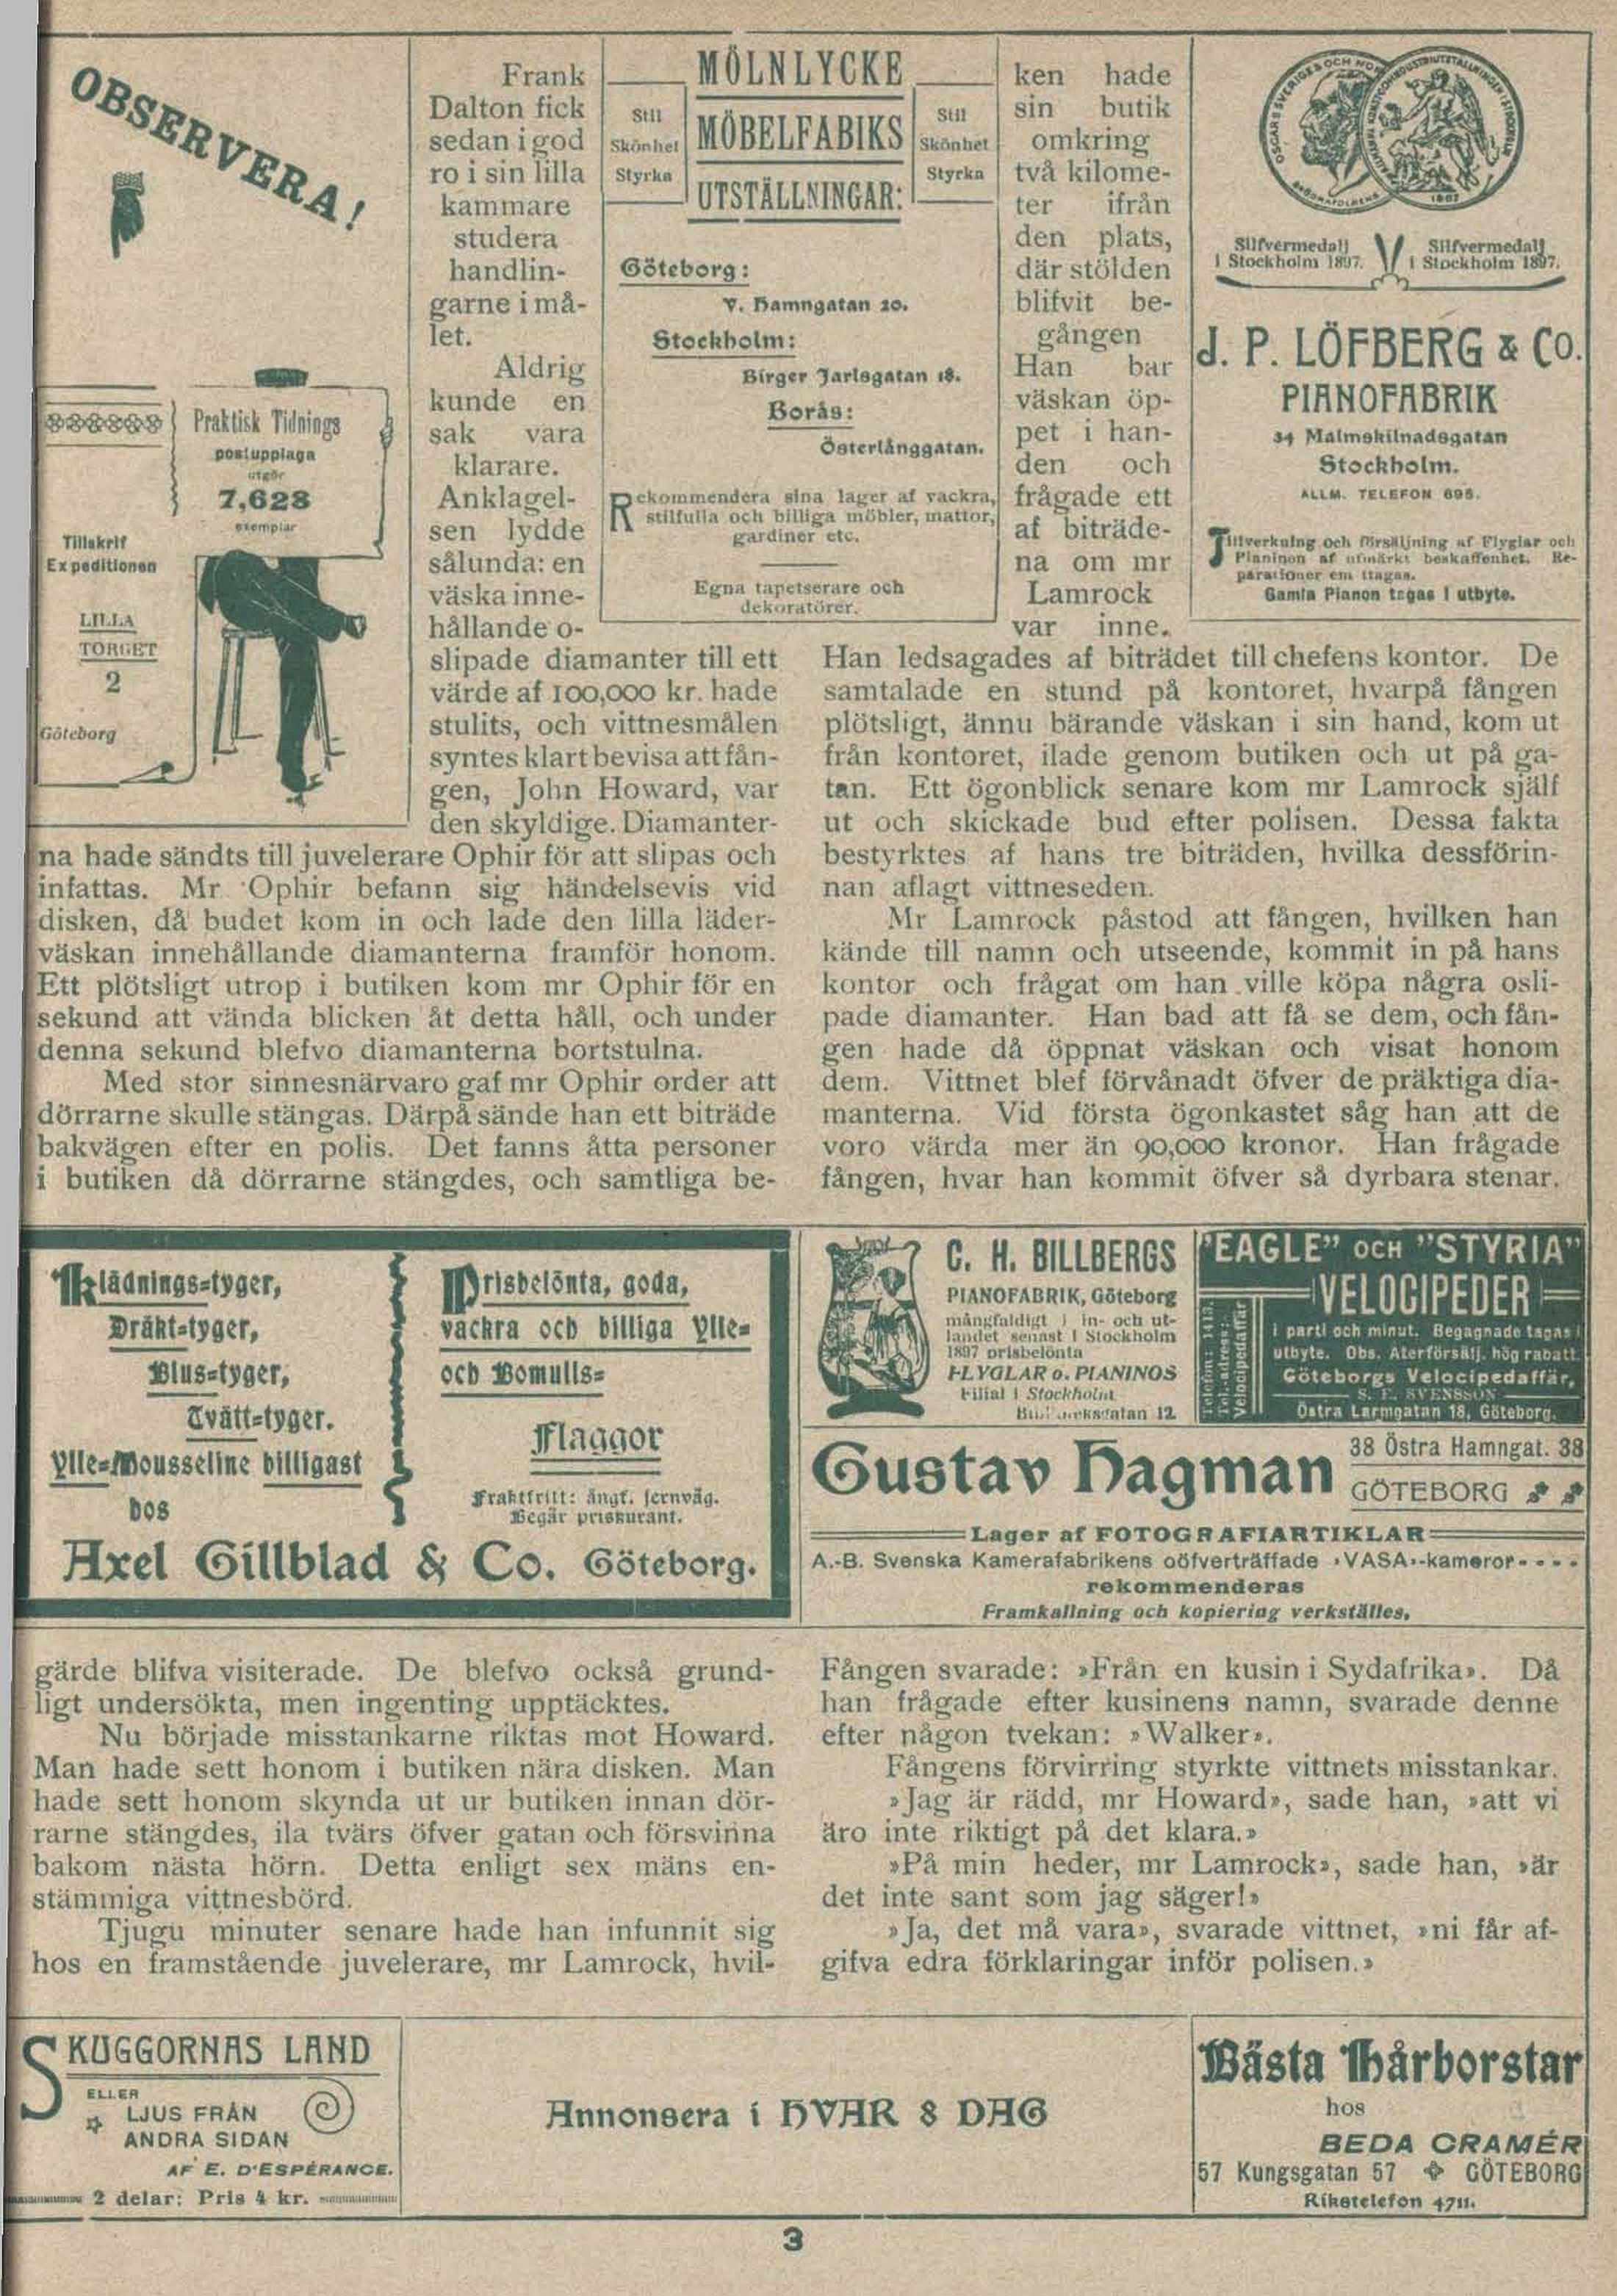 OBSERVERA!
Praktisk Tidnings
postupplaga
utgör
7,628
exemplar
Tillskrif
Expeditionen
LILLA
TORGET
2
Göteborg
Frank
Dalton fick
sedan i god
ro i sin lilla
kammare
studera
handlin-
garne i må-
let.
Aldrig
kunde en
sak vara
klarare.
Anklagel-
sen lydde
sålunda: en
väska inne-
hållande o-
slipade diamanter till ett
värde af 100,000 kr. hade
stulits, och vittnesmålen
syntes klart bevisa att fån-
gen, John Howard, var
den skyldige. Diamanter-
na hade sändts till juvelerare Ophir för att slipas och
infattas. Mr Ophir befann sig händelsevis vid
disken, då budet kom in och lade den lilla läder-
väskan innehållande diamanterna framför honom.
Ett plötsligt utrop i butiken kom mr Ophir för en
sekund att vända blicken åt detta håll, och under
denna sekund blefvo diamanterna bortstulna.
Med stor sinnesnärvaro gaf mr Ophir order att
dörrarne skulle stängas. Därpå sände han ett biträde
bakvägen efter en polis. Det fanns åtta personer
i butiken då dörrarne stängdes, och samtliga be-
gärde blifva visiterade. De blefvo också grund-
ligt undersökta, men ingenting upptäcktes.
Nu började misstankarne riktas mot Howard.
Man hade sett honom i butiken nära disken. Man
hade sett honom skynda ut ur butiken innan dör-
rarne stängdes, ila tvärs öfver gatan och försvinna
bakom nästa hörn. Detta enligt sex mäns en-
stämmiga vittnesbörd.
Tjugu minuter senare hade han infunnit sig
hos en framstående juvelerare, mr Lamrock, hvil-
MÖLNLYCKE
MÖBELFABIKS
UTSTÄLLNINGAR:
Stil
Skönhet
Styrka
Stil
Skönhet
Styrka
Göteborg:
V. Hamngatan 20.
Stockholm:
Birger Jarlsgatan 18.
Borås:
Österlånggatan.
Rekommendera sina lager af vackra,
stilfulla och billiga möbler, mattor,
gardiner etc.
Egna tapetserare och
dekoratörer.
ken hade
sin butik
omkring
två kilome-
ter ifrån
den plats,
där stölden
blifvit be-
gången
Han bar
väskan öp-
pet i han-
den och
frågade ett
af biträde-
na om mr
Lamrock
var inne.
Han ledsagades af biträdet till chefens kontor. De
samtalade en stund på kontoret, hvarpå fången
plötsligt, ännu bärande väskan i sin hand, kom ut
från kontoret, ilade genom butiken och ut på ga-
tan. Ett ögonblick senare kom mr Lamrock själf
ut och skickade bud efter polisen. Dessa fakta
bestyrktes af hans tre biträden, hvilka dessförin-
nan aflagt vittneseden.
Mr Lamrock påstod att fången, hvilken han
kände till namn och utseende, kommit in på hans
kontor och frågat om han ville köpa några osli-
pade diamanter. Han bad att få se dem, och fån-
gen hade då öppnat väskan och visat honom
dem. Vittnet blef förvånadt öfver de präktiga dia-
manterna. Vid första ögonkastet såg han att de
voro värda mer än 90,000 kronor. Han frågade
fången, hvar han kommit öfver så dyrbara stenar.
Fången svarade: »Från en kusin i Sydafrika». Då
han frågade efter kusinens namn, svarade denne
efter någon tvekan: »Walker».
Fångens förvirring styrkte vittnets misstankar.
»Jag är rädd, mr Howard», sade han, »att vi
äro inte riktigt på det klara.»
»På min heder, mr Lamrock», sade han, »är
det inte sant som jag säger!»
»Ja, det må vara», svarade vittnet, »ni får af-
gifva edra förklaringar inför polisen.»
Silfvermedalj
i Stockholm 1897.
Silfvermedalj
i Stockholm 1897.
J. P. LÖFBERG & Co.
PIANOFABRIK
34 Malmskilnadsgatan
Stockholm.
ALLM. TELEFON 695.
Tillverkning och försäljning af Flyglar och
Pianinon af utmärkt beskaffenhet. Re-
parationer em ttagas.
Gamla Pianon tagas i utbyte.
Klädnings-tyger,
Dräkt-tyger,
Blus-tyger,
Tvätt-tyger.
Ylle-Mousseline billigast
hos
Prisbelönta, goda,
vackra och billiga Ylle-
och Bomulls-
Flaggor
Fraktfritt: ångf. jernväg.
Begär priskurant.
Axel Gillblad & Co. Göteborg.
C. H. BILLBERGS
PIANOFABRIK, Göteborg
mångfaldigt i in- och ut-
landet senast i Stockholm
1897 prisbelönta
FLYGLAR o. PIANINOS
Filial i Stockholm
12
"EAGLE" OCH "STYRIA"
VELOCIPEDER
Telefon: 1413.
Tel.-adress:
Velocipedaffär
i parti och minut. Begagnade tagas i
utbyte. Obs. Återförsälj. hög rabatt.
Göteborgs Velocipedaffär,
S. F. SVENSSON
Östra Larmgatan 18, Göteborg.
Gustav Hagman
38 Östra Hamngat. 38
GÖTEBORG
Lager af FOTOGRAFIARTIKLAR
A.-B. Svenska Kamerafabrikens oöfverträffade »VASA»-kameror
rekommenderas
Framkallning och kopiering verkställes.
SKUGGORNAS LAND
ELLER
LJUS FRÅN
ANDRA SIDAN
AF E. D'ESPÉRANCE.
2 delar: Pris 4 kr.
Annonsera i HVAR 8 DAG
Bästa Hårborstar
hos
BEDA CRAMÉR
57 Kungsgatan 57 GÖTEBORG
Rikstelefon 4711.
3